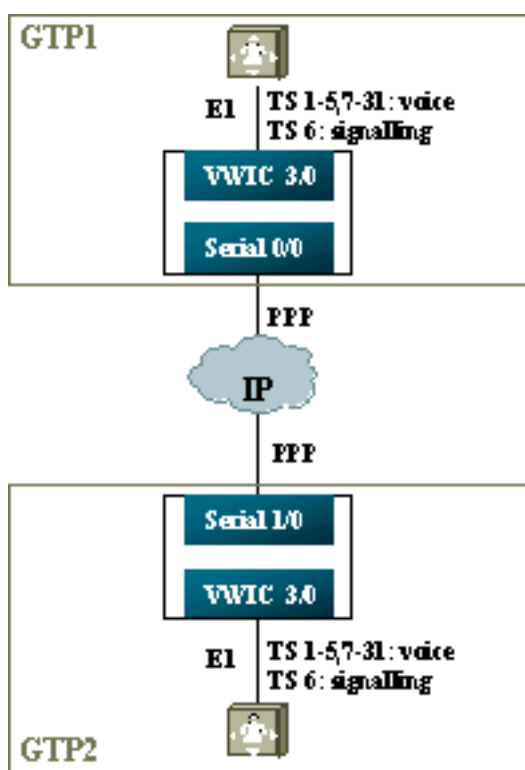 GTP1
E1
TS 1-5,7-31: voice
TS 6: signalling
VWIC 3/0
Serial 0/0
PPP
IP
PPP
Serial 1/0
VWIC 3/0
E1
TS 1-5,7-31: voice
TS 6: signalling
GTP2